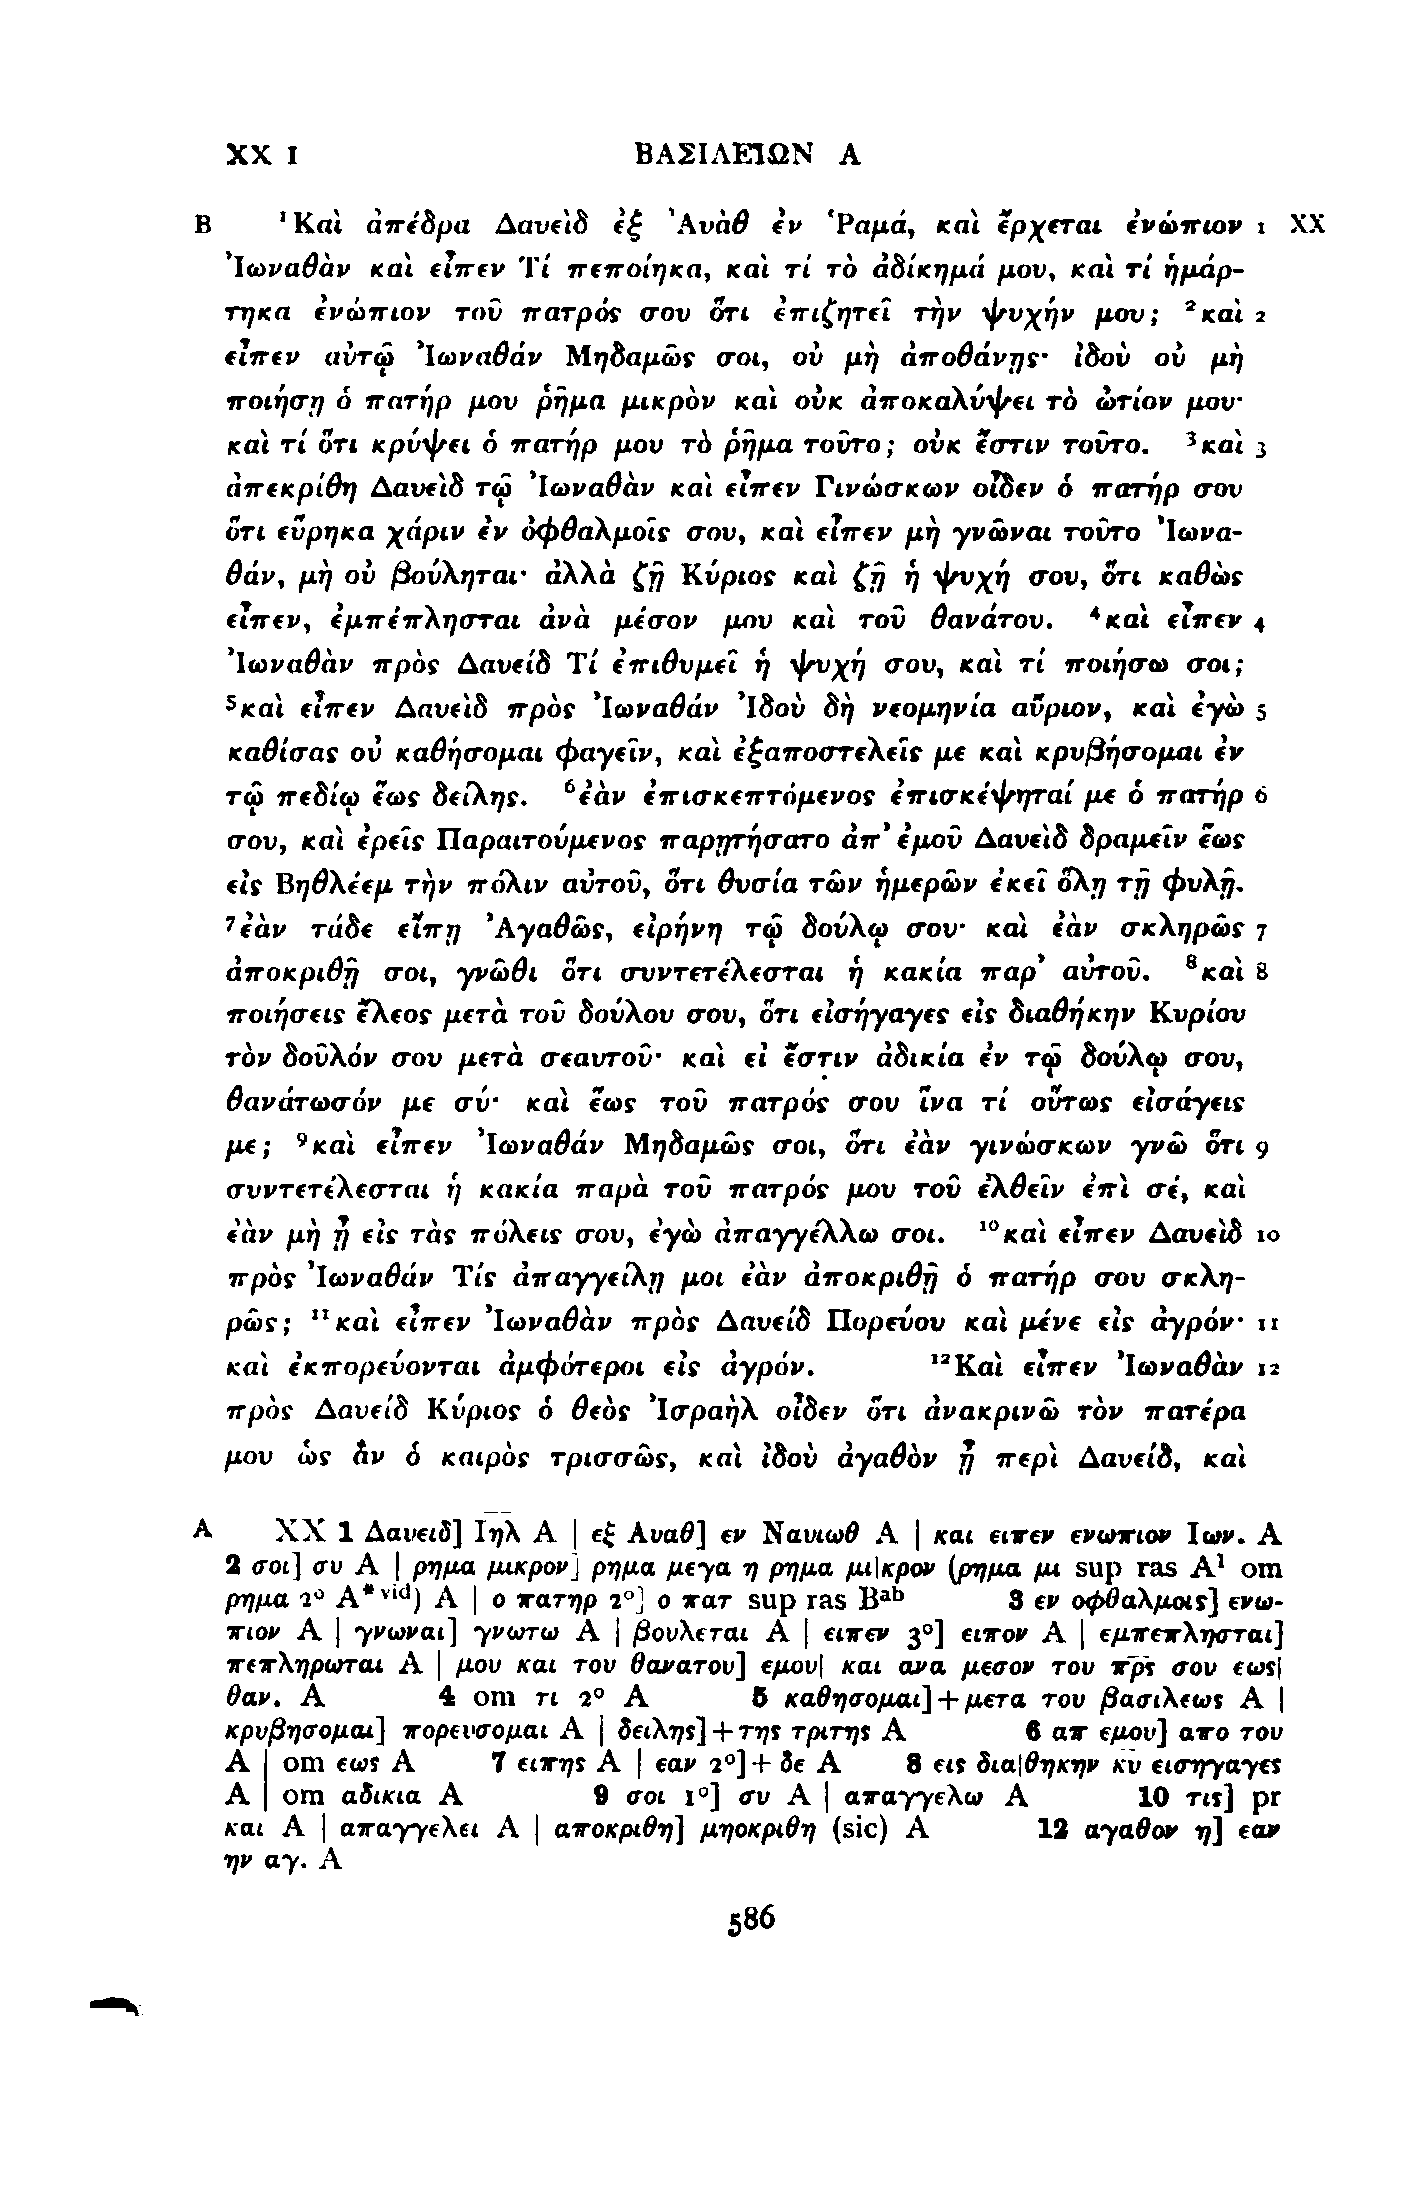 XX 1 ΒΑΣΙΛΕΙΩΝ Α
B ¹Καὶ ἀπέδρα Δαυεὶδ ἐξ Ἀυὰθ ἐν Ῥαμά, καὶ ἔρχεται ἐνώπιον 1 XX
Ἰωναθὰν καὶ εἶπεν Τί πεποίηκα, καὶ τί τὸ ἀδίκημά μου, καὶ τί ἡμάρ-
τηκα ἐνώπιον τοῦ πατρός σου ὅτι ἐπιζητεῖ τὴν ψυχήν μου; ²καὶ 2
εἶπεν αὐτῷ Ἰωναθάν Μηδαμῶς σοι, οὐ μὴ ἀποθάνῃς· ἰδοὺ οὐ μὴ
ποιήσῃ ὁ πατήρ μου ῥῆμα μικρὸν καὶ οὐκ ἀποκαλύψει τὸ ὠτίον μου·
καὶ τί ὅτι κρύψει ὁ πατήρ μου τὸ ῥῆμα τοῦτο; οὐκ ἔστιν τοῦτο. ³καὶ 3
ἀπεκρίθη Δαυεὶδ τῷ Ἰωναθὰν καὶ εἶπεν Γινώσκων οἶδεν ὁ πατήρ σου
ὅτι εὕρηκα χάριν ἐν ὀφθαλμοῖς σου, καὶ εἶπεν μὴ γνῶναι τοῦτο Ἰωνα-
θάν, μὴ οὐ βούληται· ἀλλὰ ζῇ Κύριος καὶ ζῇ ἡ ψυχή σου, ὅτι καθὼς
εἶπεν, ἐμπέπλησται ἀνὰ μέσον μου καὶ τοῦ θανάτου. ⁴καὶ εἶπεν 4
Ἰωναθὰν πρὸς Δαυείδ Τί ἐπιθυμεῖ ἡ ψυχή σου, καὶ τί ποιήσω σοι;
⁵καὶ εἶπεν Δαυεὶδ πρὸς Ἰωναθάν Ἰδοὺ δὴ νεομηνία αὔριον, καὶ ἐγὼ 5
καθίσας οὐ καθήσομαι φαγεῖν, καὶ ἐξαποστελεῖς με καὶ κρυβήσομαι ἐν
τῷ πεδίῳ ἕως δείλης. ⁶ἐὰν ἐπισκεπτόμενος ἐπισκέψηταί με ὁ πατήρ 6
σου, καὶ ἐρεῖς Παραιτούμενος παρῃτήσατο ἀπ᾽ ἐμοῦ Δαυεὶδ δραμεῖν ἕως
εἰς Βηθλέεμ τὴν πόλιν αὐτοῦ, ὅτι θυσία τῶν ἡμερῶν ἐκεῖ ὅλῃ τῇ φυλῇ.
⁷ἐὰν τάδε εἴπῃ Ἀγαθῶς, εἰρήνη τῷ δούλῳ σου· καὶ ἐὰν σκληρῶς 7
ἀποκριθῇ σοι, γνῶθι ὅτι συντετέλεσται ἡ κακία παρ᾽ αὐτοῦ. ⁸καὶ 8
ποιήσεις ἔλεος μετὰ τοῦ δούλου σου, ὅτι εἰσήγαγες εἰς διαθήκην Κυρίου
τὸν δοῦλόν σου μετὰ σεαυτοῦ· καὶ εἰ ἔστιν ἀδικία ἐν τῷ δούλῳ σου,
θανάτωσόν με σύ· καὶ ἕως τοῦ πατρός σου ἵνα τί οὕτως εἰσάγεις
με; ⁹καὶ εἶπεν Ἰωναθάν Μηδαμῶς σοι, ὅτι ἐὰν γινώσκων γνῶ ὅτι 9
συντετέλεσται ἡ κακία παρὰ τοῦ πατρός μου τοῦ ἐλθεῖν ἐπὶ σέ, καὶ
ἐὰν μὴ ᾖ εἰς τὰς πόλεις σου, ἐγὼ ἀπαγγέλλω σοι. ¹⁰καὶ εἶπεν Δαυεὶδ 10
πρὸς Ἰωναθάν Τίς ἀπαγγείλῃ μοι ἐὰν ἀποκριθῇ ὁ πατήρ σου σκλη-
ρῶς; ¹¹καὶ εἶπεν Ἰωναθὰν πρὸς Δαυείδ Πορεύου καὶ μένε εἰς ἀγρόν· 11
καὶ ἐκπορεύονται ἀμφότεροι εἰς ἀγρόν. ¹²Καὶ εἶπεν Ἰωναθὰν 12
πρὸς Δαυείδ Κύριος ὁ θεὸς Ἰσραὴλ οἶδεν ὅτι ἀνακρινῶ τὸν πατέρα
μου ὡς ἂν ὁ καιρὸς τρισσῶς, καὶ ἰδοὺ ἀγαθὸν ᾖ περὶ Δαυείδ, καὶ
A XX 1 Δαυειδ] Ι̅η̅λ̅ A | εξ Αυαθ] εν Ναυιωθ A | και ειπεν ενωπιον Ιων. A
2 σοι] συ A | ρημα μικρον] ρημα μεγα η ρημα μι|κρον (ρημα μι sup ras A¹ om
ρημα 2° A*ᵛⁱᵈ) A | ο πατηρ 2°] ο πατ sup ras Bᵃᵇ 3 εν οφθαλμοις] ενω-
πιον A | γνωναι] γνωτω A | βουλεται A | ειπεν 3°] ειπον A | εμπεπλησται]
πεπληρωται A | μου και του θανατου] εμου| και ανα μεσον του π̅ρ̅ς̅ σου εως|
θαν. A 4 om τι 2° A 5 καθησομαι]+μετα του βασιλεως A |
κρυβησομαι] πορευσομαι A | δειλης]+της τριτης A 6 απ εμου] απο του
A | om εως A 7 ειπης A | εαν 2°]+δε A 8 εις δια|θηκην κ̅υ̅ εισηγαγες
A | om αδικια A 9 σοι 1°] συ A | απαγγελω A 10 τις] pr
και A | απαγγελει A | αποκριθη] μηοκριθη (sic) A 12 αγαθον η] εαν
ην αγ. A
586